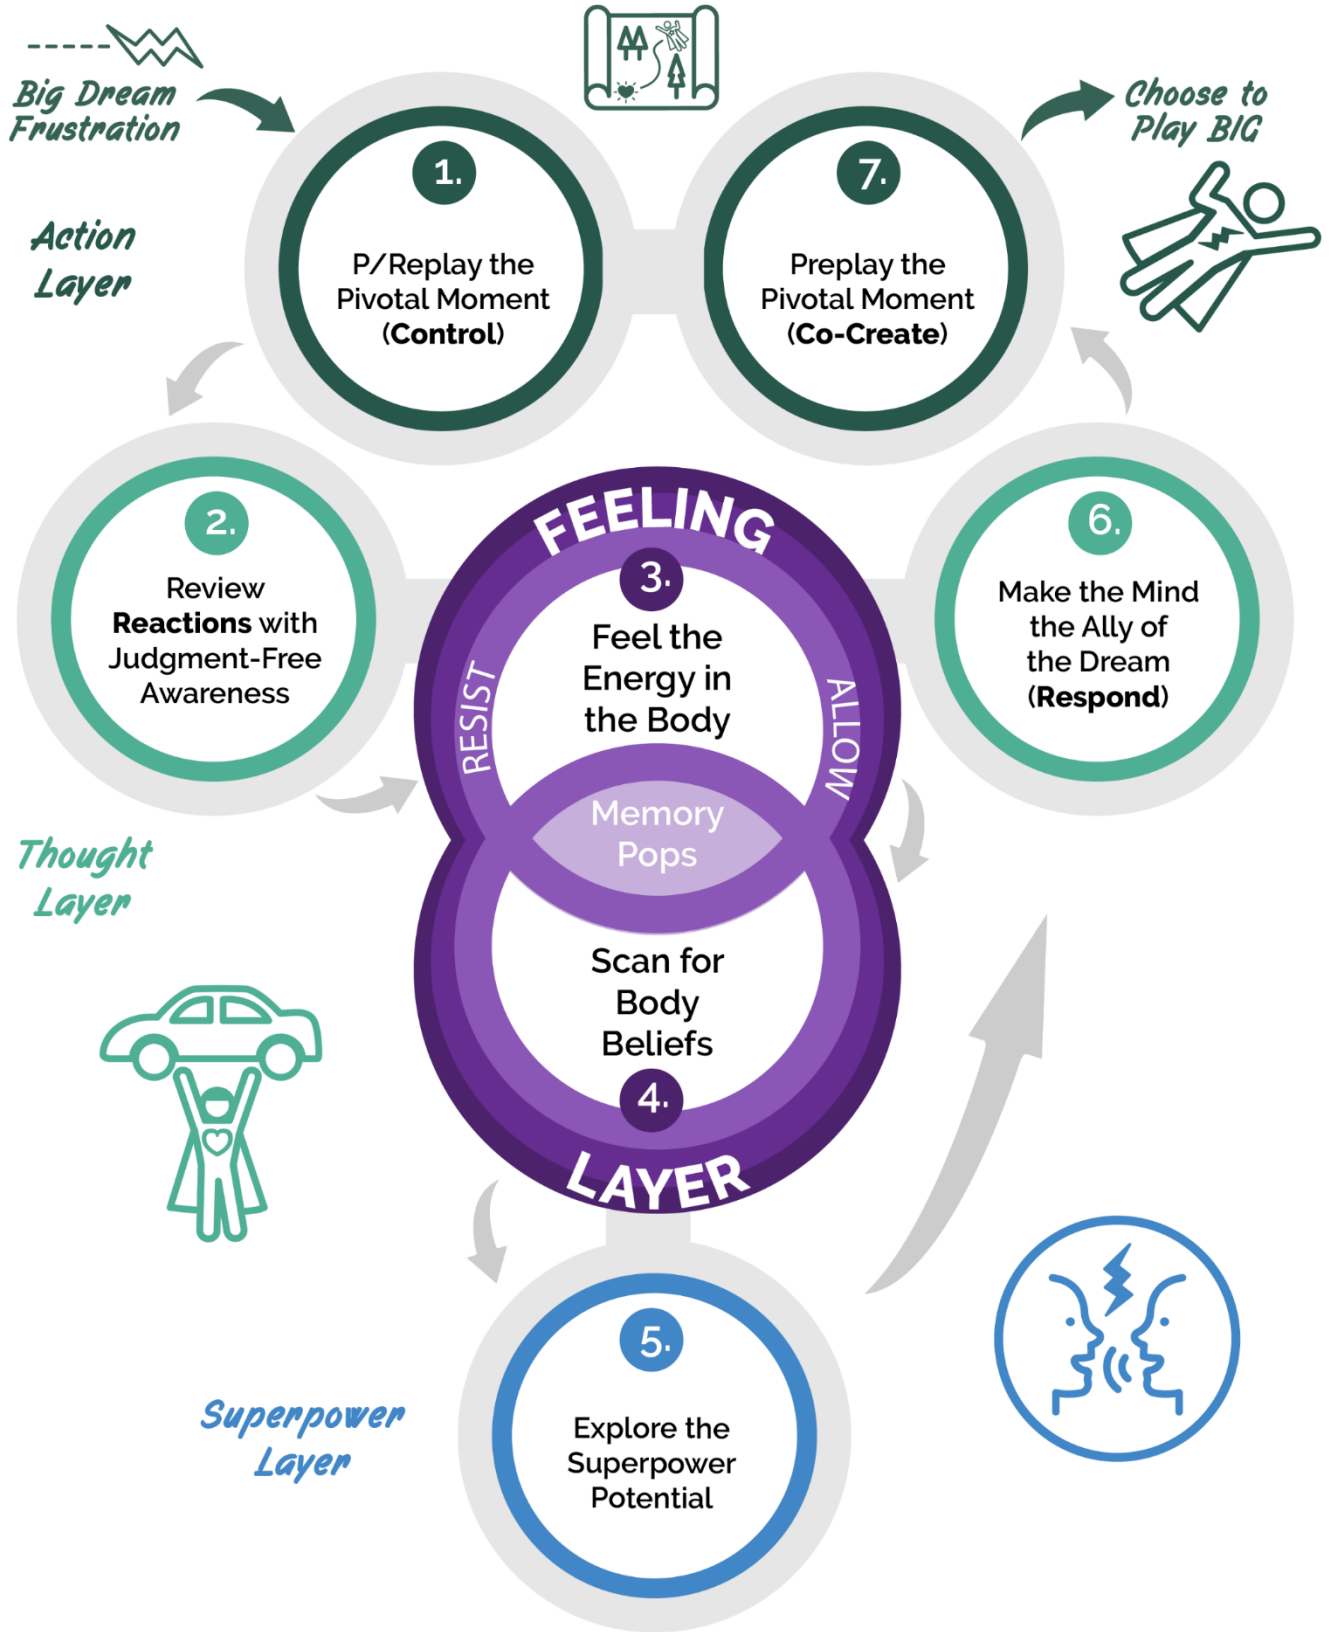 Big Dream
Frustration
Action
Layer
1.
P/Replay the
Pivotal Moment
(Control)
7.
Preplay the
Pivotal Moment
(Co-Create)
Choose to
Play BIG
2.
Review
Reactions with
Judgment-Free
Awareness
Thought
Layer
FEELING
3.
Feel the
Energy in
the Body
RESIST
ALLOW
Memory
Pops
Scan for
Body
Beliefs
4.
LAYER
6.
Make the Mind
the Ally of
the Dream
(Respond)
Superpower
Layer
5.
Explore the
Superpower
Potential